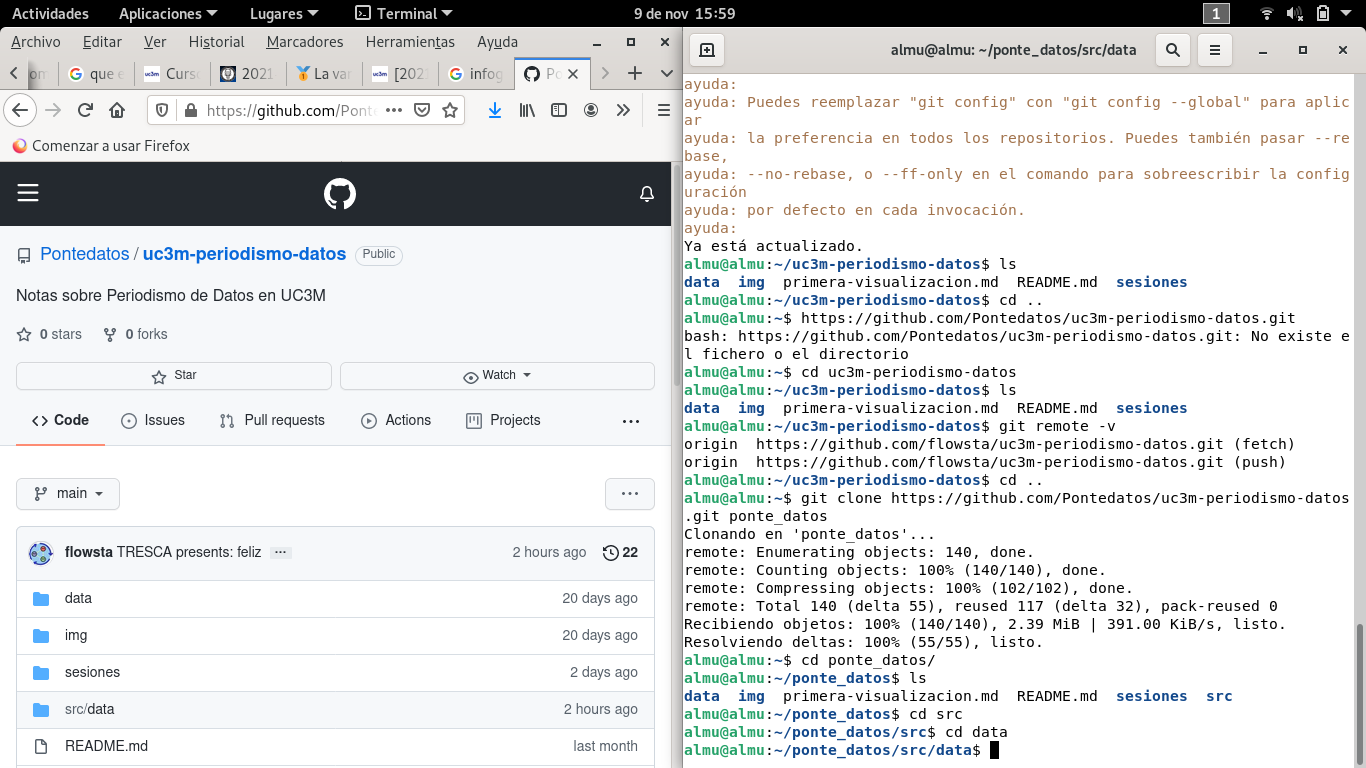 Actividades Aplicaciones Lugares Terminal 9 de nov 15:59 1
Archivo Editar Ver Historial Marcadores Herramientas Ayuda
que Curso 2021 La var [202 infog Po
https://github.com/Ponte
Comenzar a usar Firefox
Pontedatos / uc3m-periodismo-datos Public
Notas sobre Periodismo de Datos en UC3M
0 stars 0 forks
Star Watch
Code Issues Pull requests Actions Projects
main
flowsta TRESCA presents: feliz 2 hours ago 22
data 20 days ago
img 20 days ago
sesiones 2 days ago
src/data 2 hours ago
README.md last month
almu@almu: ~/ponte_datos/src/data
ayuda:
ayuda: Puedes reemplazar "git config" con "git config --global" para aplic
ar
ayuda: la preferencia en todos los repositorios. Puedes también pasar --re
base,
ayuda: --no-rebase, o --ff-only en el comando para sobreescribir la config
uración
ayuda: por defecto en cada invocación.
ayuda:
Ya está actualizado.
almu@almu:~/uc3m-periodismo-datos$ ls
data img primera-visualizacion.md README.md sesiones
almu@almu:~/uc3m-periodismo-datos$ cd ..
almu@almu:~$ https://github.com/Pontedatos/uc3m-periodismo-datos.git
bash: https://github.com/Pontedatos/uc3m-periodismo-datos.git: No existe e
l fichero o el directorio
almu@almu:~$ cd uc3m-periodismo-datos
almu@almu:~/uc3m-periodismo-datos$ ls
data img primera-visualizacion.md README.md sesiones
almu@almu:~/uc3m-periodismo-datos$ git remote -v
origin https://github.com/flowsta/uc3m-periodismo-datos.git (fetch)
origin https://github.com/flowsta/uc3m-periodismo-datos.git (push)
almu@almu:~/uc3m-periodismo-datos$ cd ..
almu@almu:~$ git clone https://github.com/Pontedatos/uc3m-periodismo-datos
.git ponte_datos
Clonando en 'ponte_datos'...
remote: Enumerating objects: 140, done.
remote: Counting objects: 100% (140/140), done.
remote: Compressing objects: 100% (102/102), done.
remote: Total 140 (delta 55), reused 117 (delta 32), pack-reused 0
Recibiendo objetos: 100% (140/140), 2.39 MiB | 391.00 KiB/s, listo.
Resolviendo deltas: 100% (55/55), listo.
almu@almu:~$ cd ponte_datos/
almu@almu:~/ponte_datos$ ls
data img primera-visualizacion.md README.md sesiones src
almu@almu:~/ponte_datos$ cd src
almu@almu:~/ponte_datos/src$ cd data
almu@almu:~/ponte_datos/src/data$